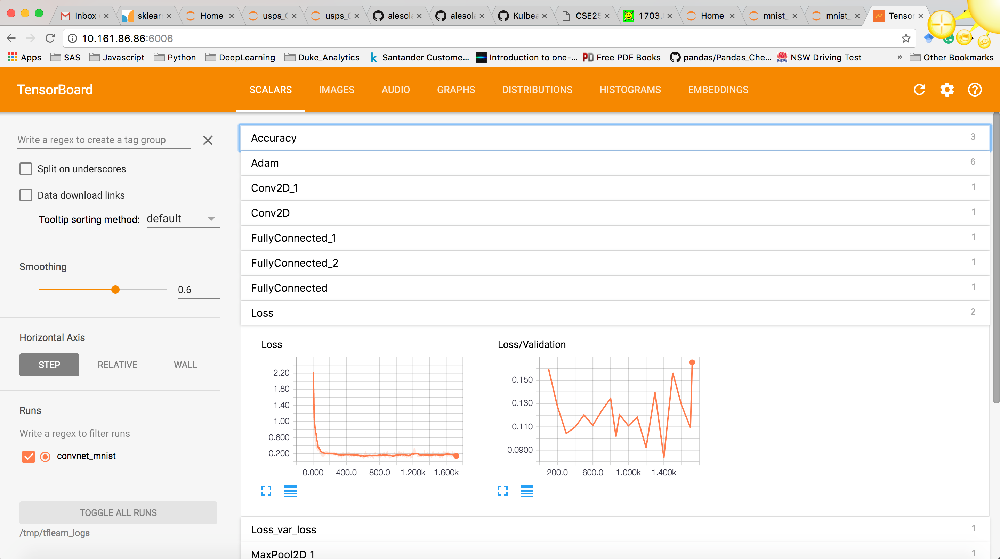 Inbox sklear Home usps_ usps_ alesola alesola Kulbea CSE25 1703. Home mnist_ mnist_ Tensor
10.161.86.86:6006
Apps SAS Javascript Python DeepLearning Duke_Analytics k Santander Custome... Introduction to one-... PD Free PDF Books pandas/Pandas_Che... NSW NSW Driving Test » Other Bookmarks
TensorBoard SCALARS IMAGES AUDIO GRAPHS DISTRIBUTIONS HISTOGRAMS EMBEDDINGS
Write a regex to create a tag group
Split on underscores
Data download links
Tooltip sorting method: default
Smoothing
0.6
Horizontal Axis
STEP RELATIVE WALL
Runs
Write a regex to filter runs
convnet_mnist
TOGGLE ALL RUNS
/tmp/tflearn_logs
Accuracy 3
Adam 6
Conv2D_1 1
Conv2D 1
FullyConnected_1 1
FullyConnected_2 1
FullyConnected 1
Loss 2
Loss
2.20
1.80
1.40
1.00
0.600
0.200
0.000 400.0 800.0 1.200k 1.600k
Loss/Validation
0.150
0.130
0.110
0.0900
200.0 600.0 1.000k 1.400k
Loss_var_loss 1
MaxPool2D_1 1